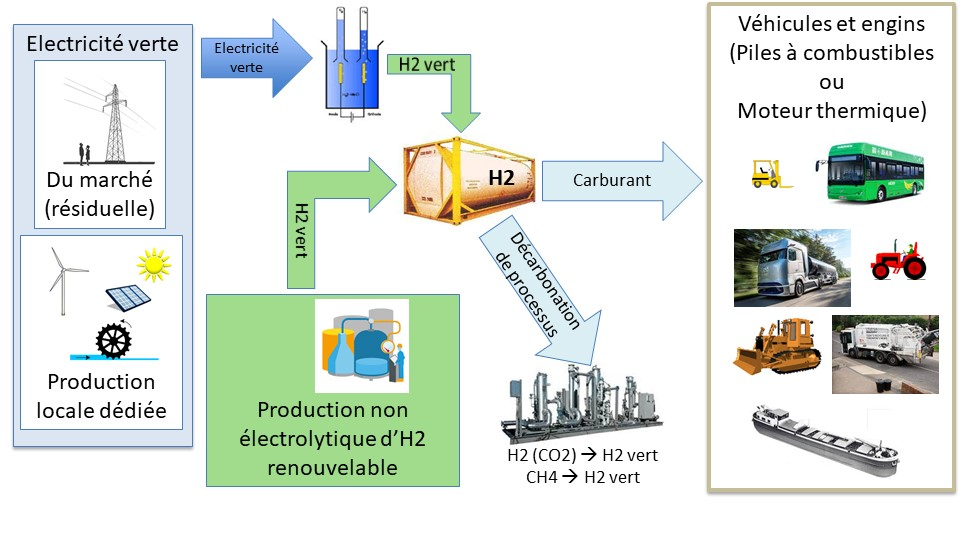 Electricité verte
Du marché
(résiduelle)
Production
locale dédiée
Electricité
verte
H2 vert
H2
H2 vert
Production non
électrolytique d’H2
renouvelable
Carburant
Décarbonation
de processus
H2 (CO2) → H2 vert
CH4 → H2 vert
Véhicules et engins
(Piles à combustibles
ou
Moteur thermique)